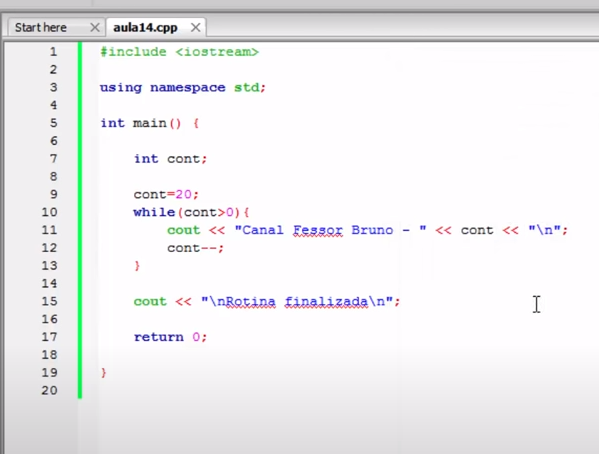 Start here
aula14.cpp
1 #include <iostream>
2
3 using namespace std;
4
5 int main() {
6
7 int cont;
8
9 cont=20;
10 while(cont>0){
11 cout << "Canal Fessor Bruno - " << cont << "\n";
12 cont--;
13 }
14
15 cout << "\nRotina finalizada\n";
16
17 return 0;
18
19 }
20